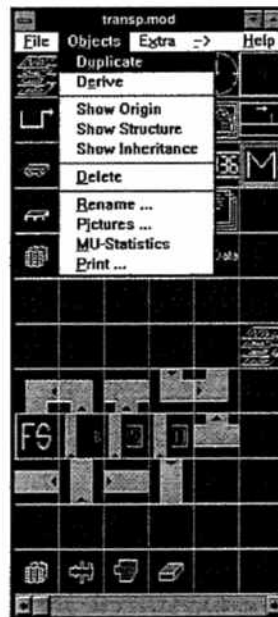 transp.mod
File Objects Extra -> Help
Duplicate
Derive
Show Origin
Show Structure
Show Inheritance
Delete
Rename ...
Pictures ...
MU-Statistics
Print ...
M
FS